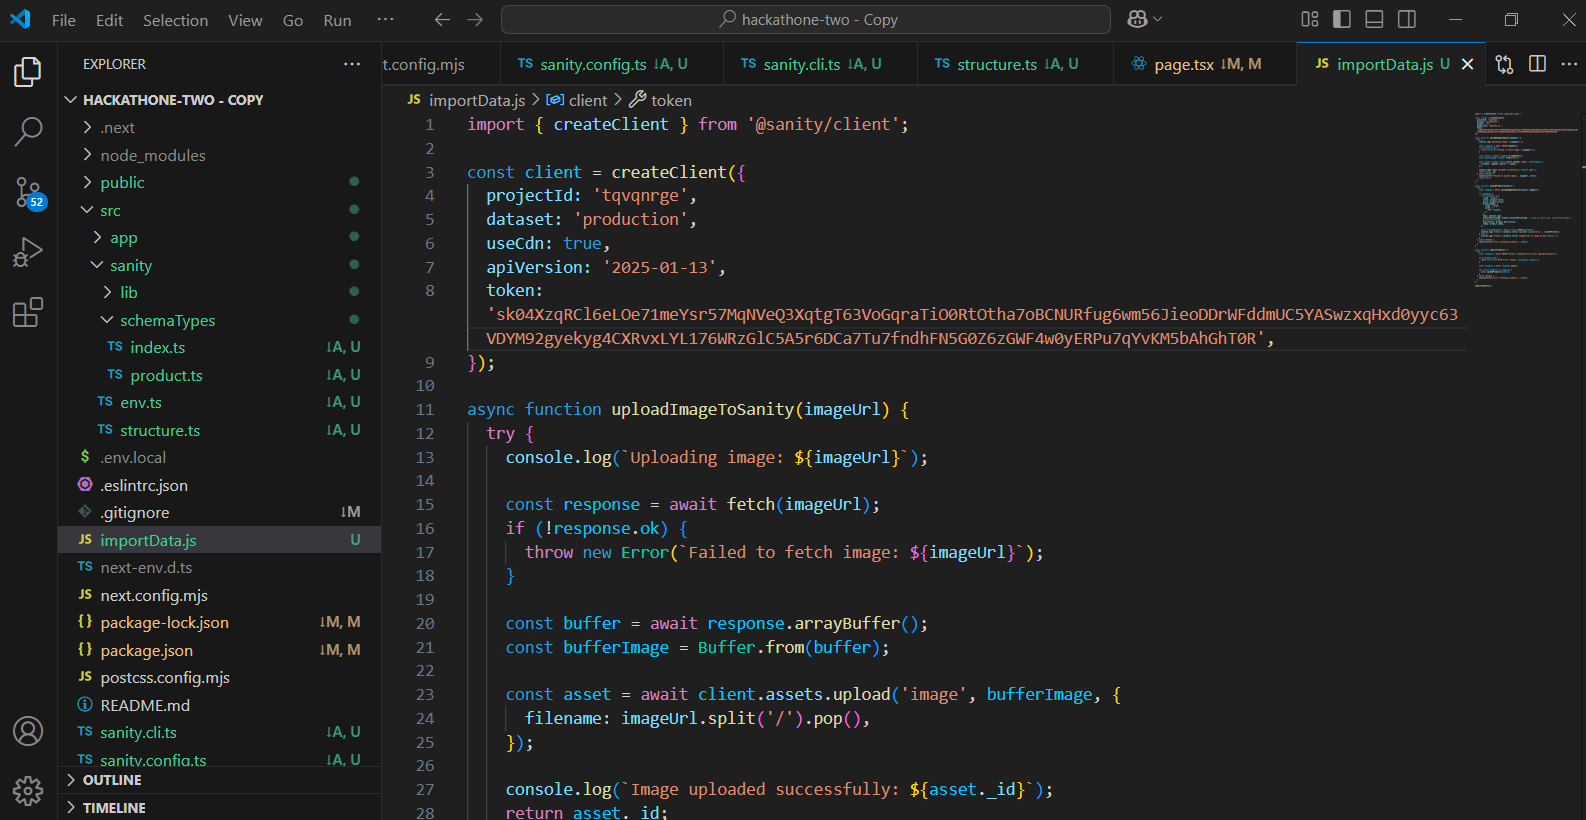 File Edit Selection View Go Run ··· hackathone-two - Copy
EXPLORER ···
HACKATHONE-TWO - COPY
.next
node_modules
public
src
app
sanity
lib
schemaTypes
TS index.ts ↓A, U
TS product.ts ↓A, U
TS env.ts ↓A, U
TS structure.ts ↓A, U
$ .env.local
.eslintrc.json
.gitignore ↓M
JS importData.js U
TS next-env.d.ts
JS next.config.mjs
{} package-lock.json ↓M, M
{} package.json ↓M, M
JS postcss.config.mjs
README.md
TS sanity.cli.ts ↓A, U
TS sanity.config.ts ↓A, U
OUTLINE
TIMELINE
52
t.config.mjs TS sanity.config.ts ↓A, U TS sanity.cli.ts ↓A, U TS structure.ts ↓A, U page.tsx ↓M, M JS importData.js U
JS importData.js > client > token
1 import { createClient } from '@sanity/client';
2
3 const client = createClient({
4 projectId: 'tqvqnrge',
5 dataset: 'production',
6 useCdn: true,
7 apiVersion: '2025-01-13',
8 token:
'sk04XzqRCl6eLOe71meYsr57MqNVeQ3XqtgT63VoGqraTiO0RtOtha7oBCNURfug6wm56JieoDDrWFddmUC5YASwzxqHxd0yyc63
VDYM92gyekyg4CXRvxLYL176WRzGlC5A5r6DCa7Tu7fndhFN5G0Z6zGWF4w0yERPu7qYvKM5bAhGhT0R',
9 });
10
11 async function uploadImageToSanity(imageUrl) {
12 try {
13 console.log(`Uploading image: ${imageUrl}`);
14
15 const response = await fetch(imageUrl);
16 if (!response.ok) {
17 throw new Error(`Failed to fetch image: ${imageUrl}`);
18 }
19
20 const buffer = await response.arrayBuffer();
21 const bufferImage = Buffer.from(buffer);
22
23 const asset = await client.assets.upload('image', bufferImage, {
24 filename: imageUrl.split('/').pop(),
25 });
26
27 console.log(`Image uploaded successfully: ${asset._id}`);
28 return asset._id;